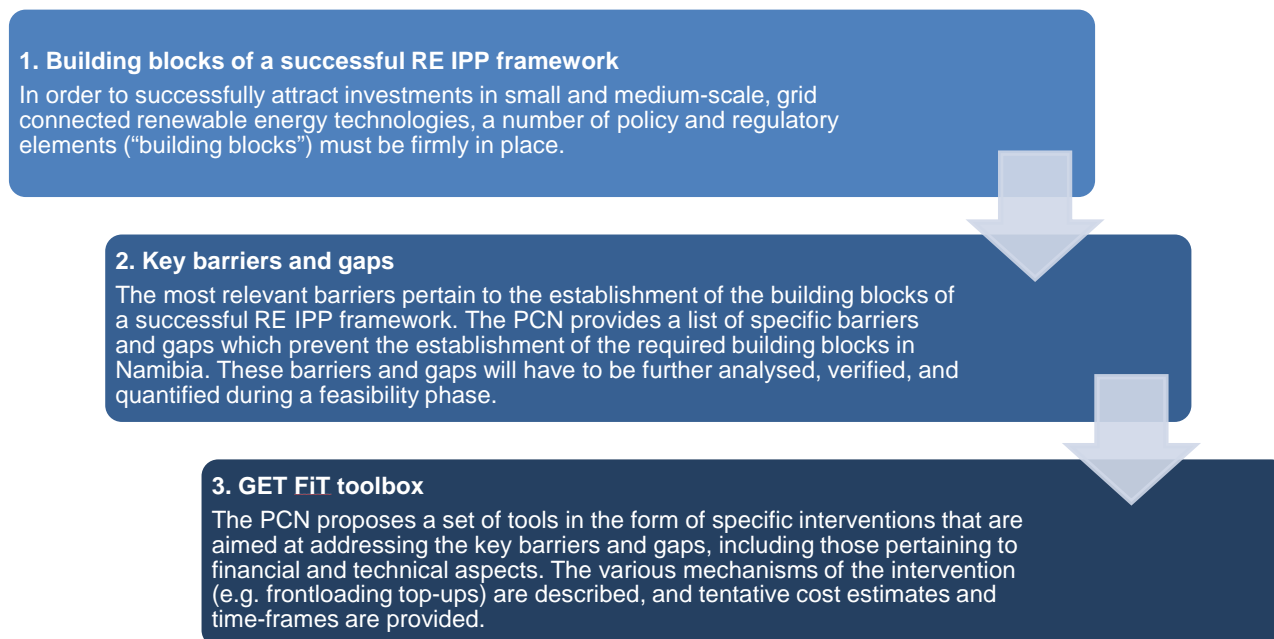 1. Building blocks of a successful RE IPP framework
In order to successfully attract investments in small and medium-scale, grid
connected renewable energy technologies, a number of policy and regulatory
elements (“building blocks”) must be firmly in place.
2. Key barriers and gaps
The most relevant barriers pertain to the establishment of the building blocks of
a successful RE IPP framework. The PCN provides a list of specific barriers
and gaps which prevent the establishment of the required building blocks in
Namibia. These barriers and gaps will have to be further analysed, verified, and
quantified during a feasibility phase.
3. GET FiT toolbox
The PCN proposes a set of tools in the form of specific interventions that are
aimed at addressing the key barriers and gaps, including those pertaining to
financial and technical aspects. The various mechanisms of the intervention
(e.g. frontloading top-ups) are described, and tentative cost estimates and
time-frames are provided.